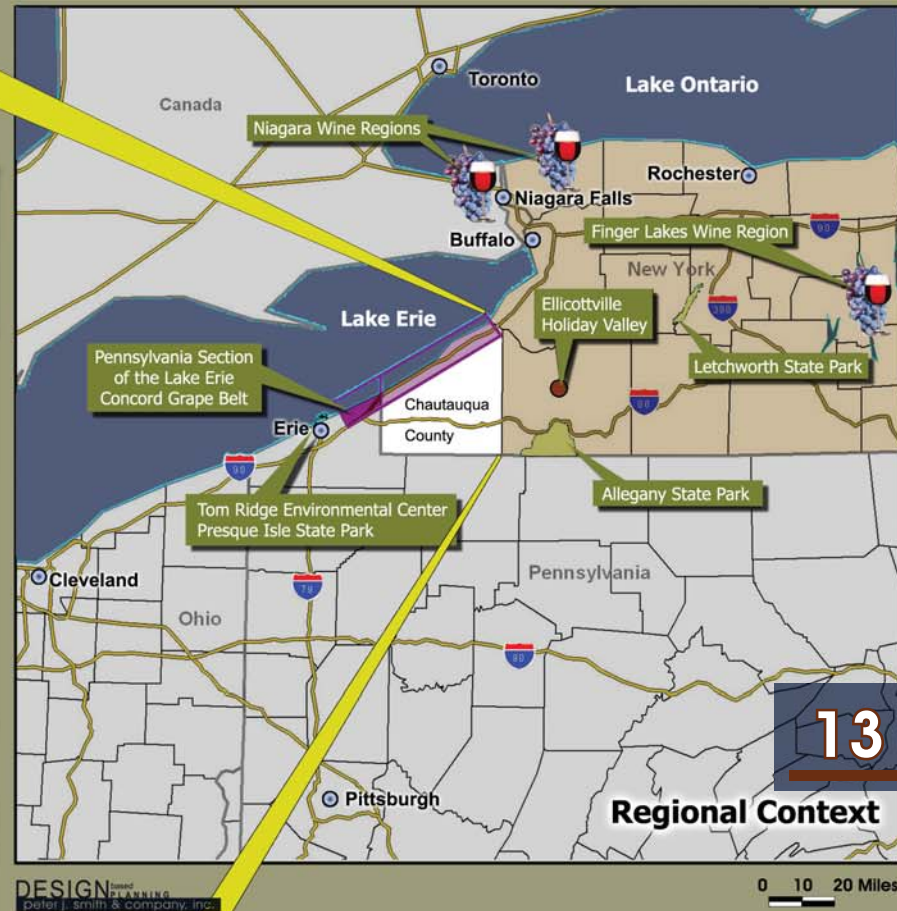 Toronto
Lake Ontario
Canada
Niagara Wine Regions
Rochester
Niagara Falls
Buffalo
90
Finger Lakes Wine Region
New York
Ellicottville
Holiday Valley
390
Lake Erie
Pennsylvania Section
of the Lake Erie
Concord Grape Belt
Letchworth State Park
Chautauqua
County
Erie
90
Allegany State Park
Tom Ridge Environmental Center
Presque Isle State Park
Cleveland
79
Pennsylvania
Ohio
80
13
Pittsburgh
Regional Context
DESIGN based
PLANNING
peter j. smith & company, inc.
0 10 20 Miles